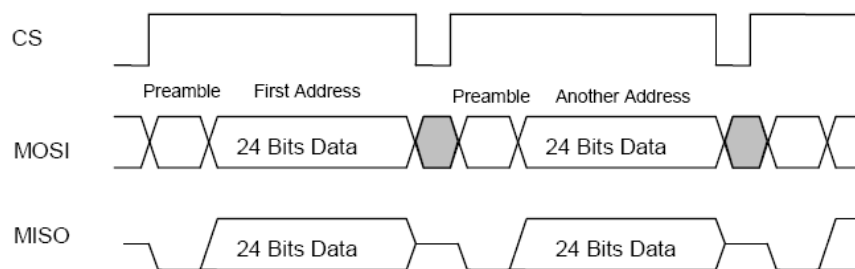 CS
Preamble First Address Preamble Another Address
MOSI 24 Bits Data 24 Bits Data
MISO 24 Bits Data 24 Bits Data